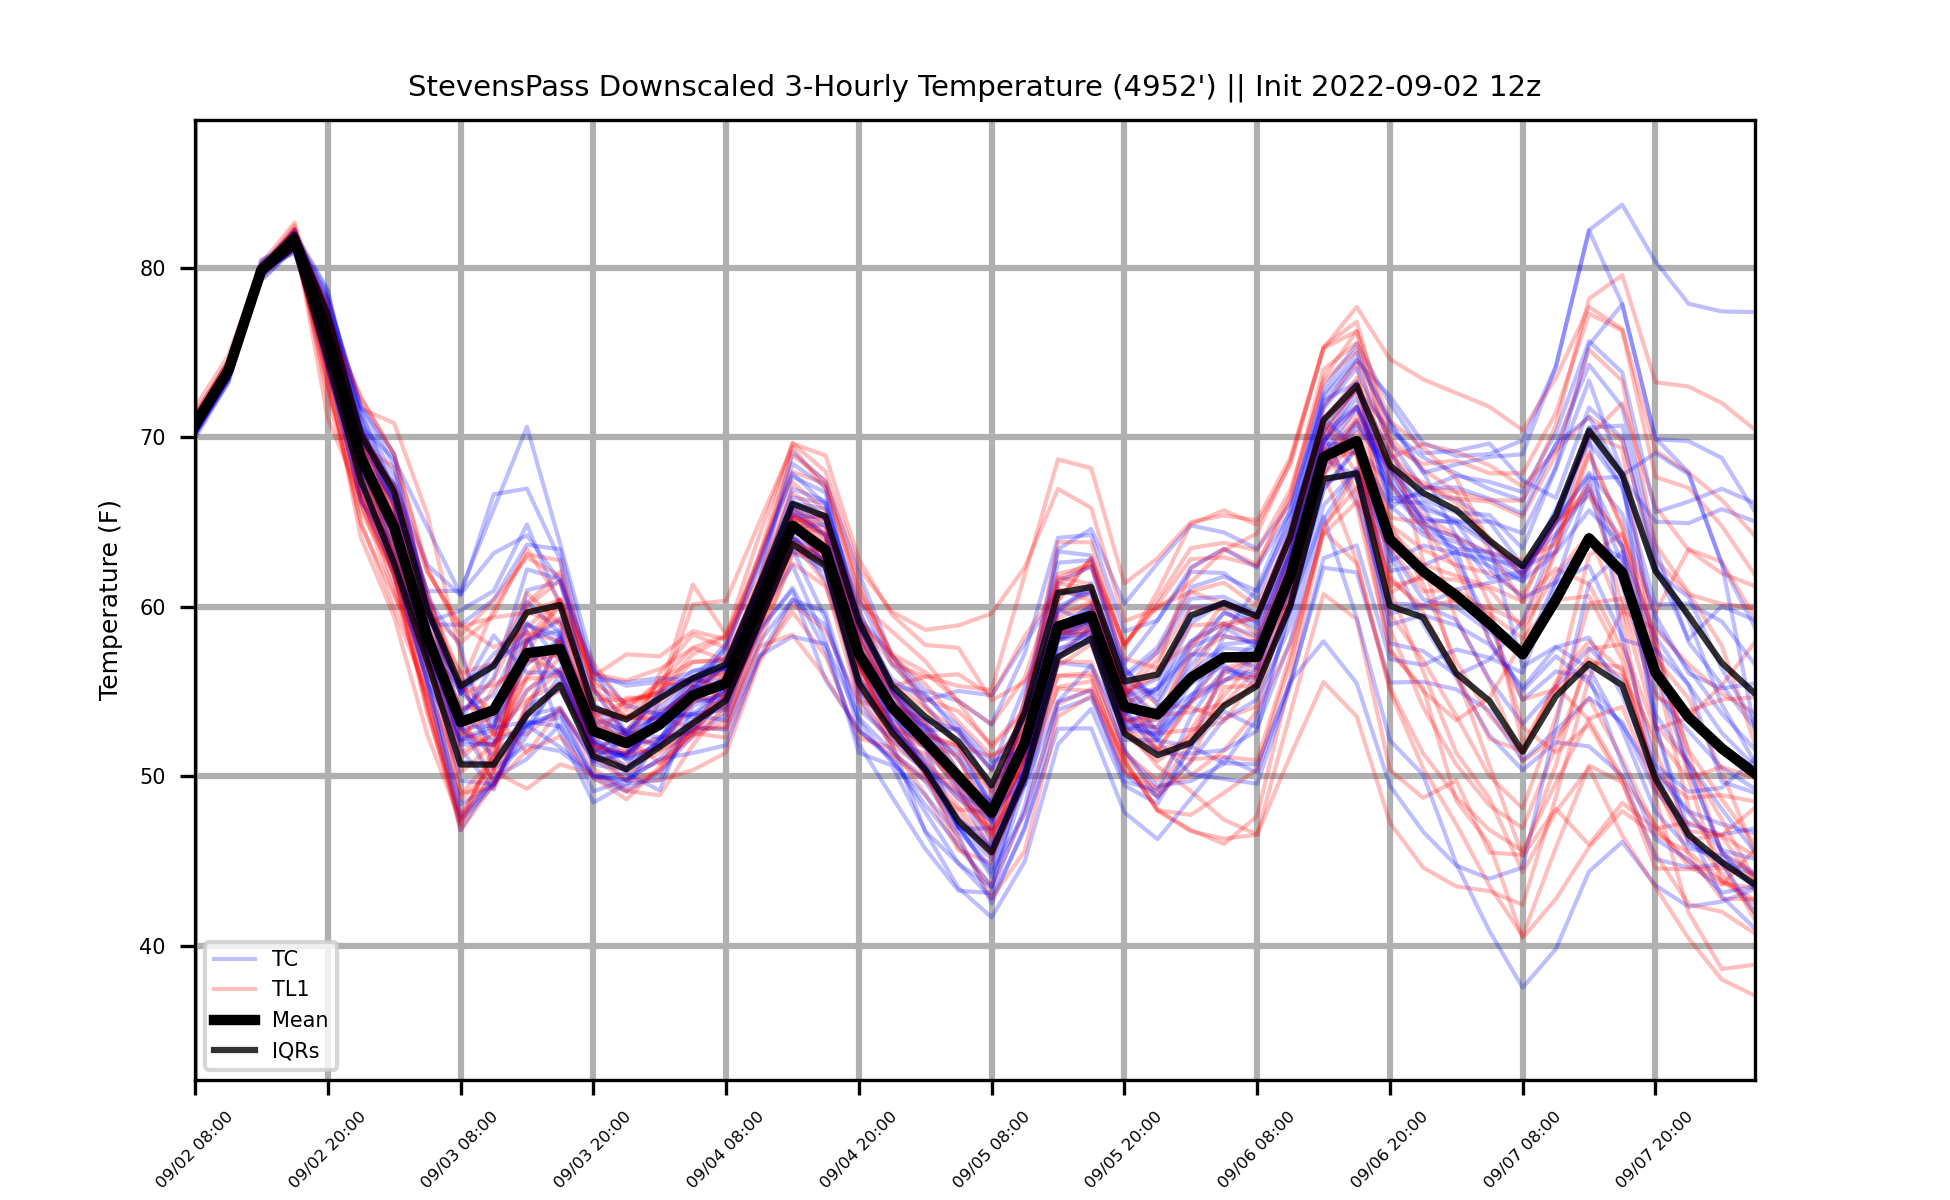 StevensPass Downscaled 3-Hourly Temperature (4952') || Init 2022-09-02 12z
Temperature (F)
80
70
60
50
40
TC
TL1
Mean
IQRs
09/02 08:00
09/02 20:00
09/03 08:00
09/03 20:00
09/04 08:00
09/04 20:00
09/05 08:00
09/05 20:00
09/06 08:00
09/06 20:00
09/07 08:00
09/07 20:00